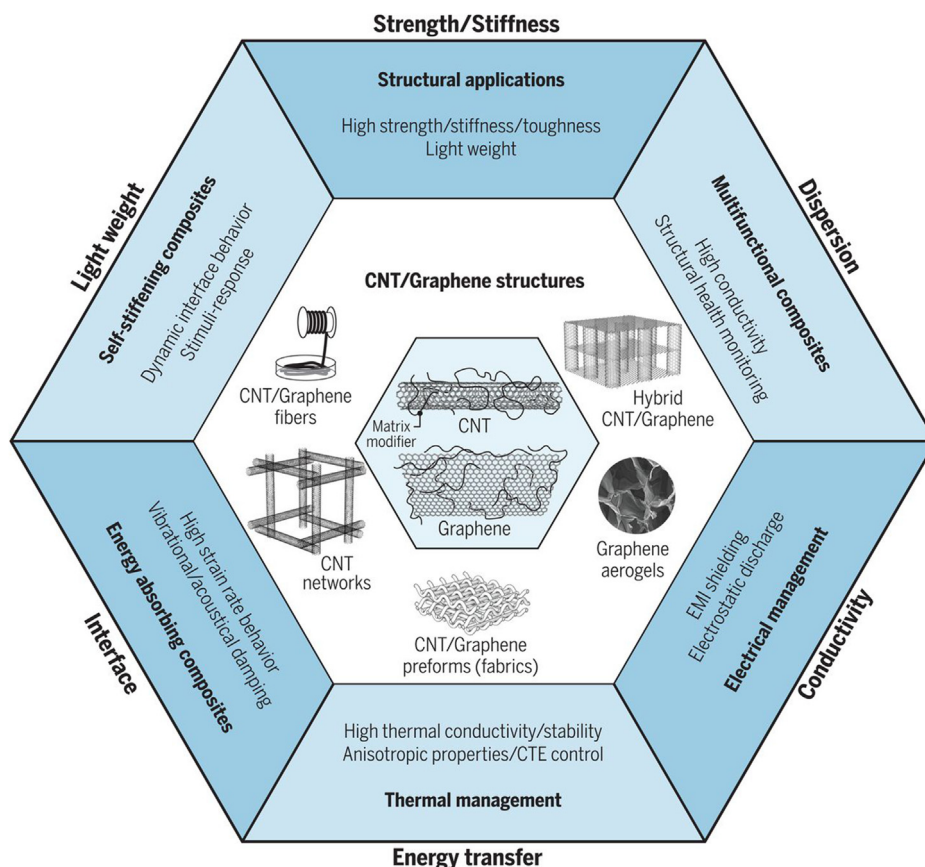 Strength/Stiffness
Structural applications
High strength/stiffness/toughness
Light weight
Light weight
Self-stiffening composites
Dynamic interface behavior
Stimuli-response
Dispersion
Multifunctional composites
High conductivity
Structural health monitoring
CNT/Graphene structures
CNT/Graphene
fibers
Hybrid
CNT/Graphene
Matrix
modifier
CNT
Graphene
CNT
networks
Graphene
aerogels
CNT/Graphene
preforms (fabrics)
Interface
Energy absorbing composites
High strain rate behavior
Vibrational/acoustical damping
EMI shielding
Electrostatic discharge
Electrical management
Conductivity
High thermal conductivity/stability
Anisotropic properties/CTE control
Thermal management
Energy transfer